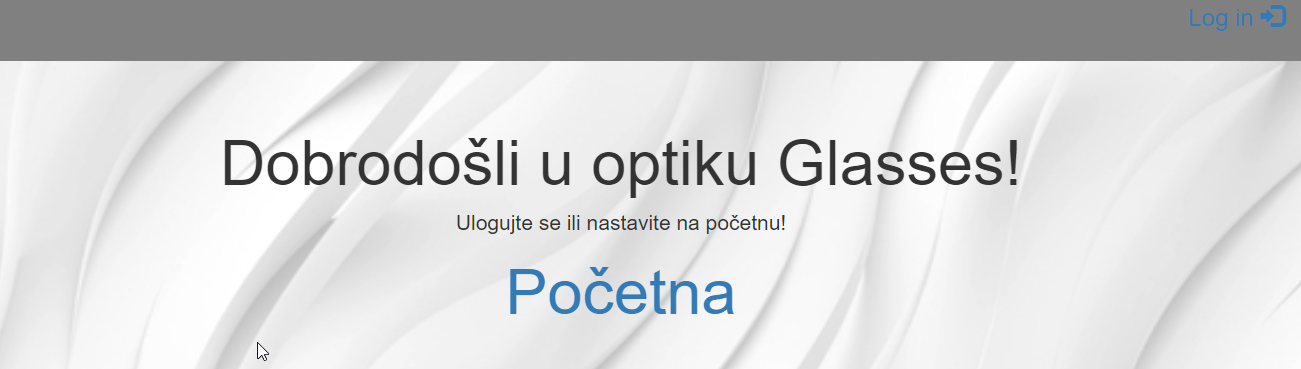 Log in
Dobrodošli u optiku Glasses!
Ulogujte se ili nastavite na početnu!
Početna